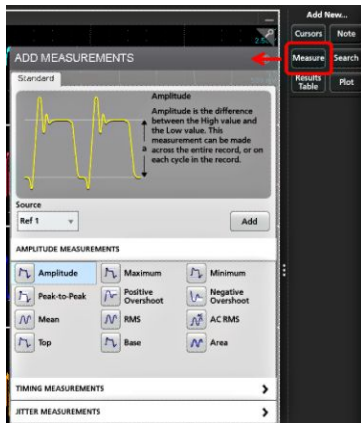 Add New...
Cursors Note
Measure Search
Results Table Plot
ADD MEASUREMENTS
Standard
Amplitude
Amplitude is the difference
between the High value and
the Low value. This
measurement can be made
across the entire record, or on
each cycle in the record.
a
Source
Ref 1
Add
AMPLITUDE MEASUREMENTS
Amplitude Maximum Minimum
Peak-to-Peak Positive Overshoot Negative Overshoot
Mean RMS AC RMS
Top Base Area
TIMING MEASUREMENTS
JITTER MEASUREMENTS